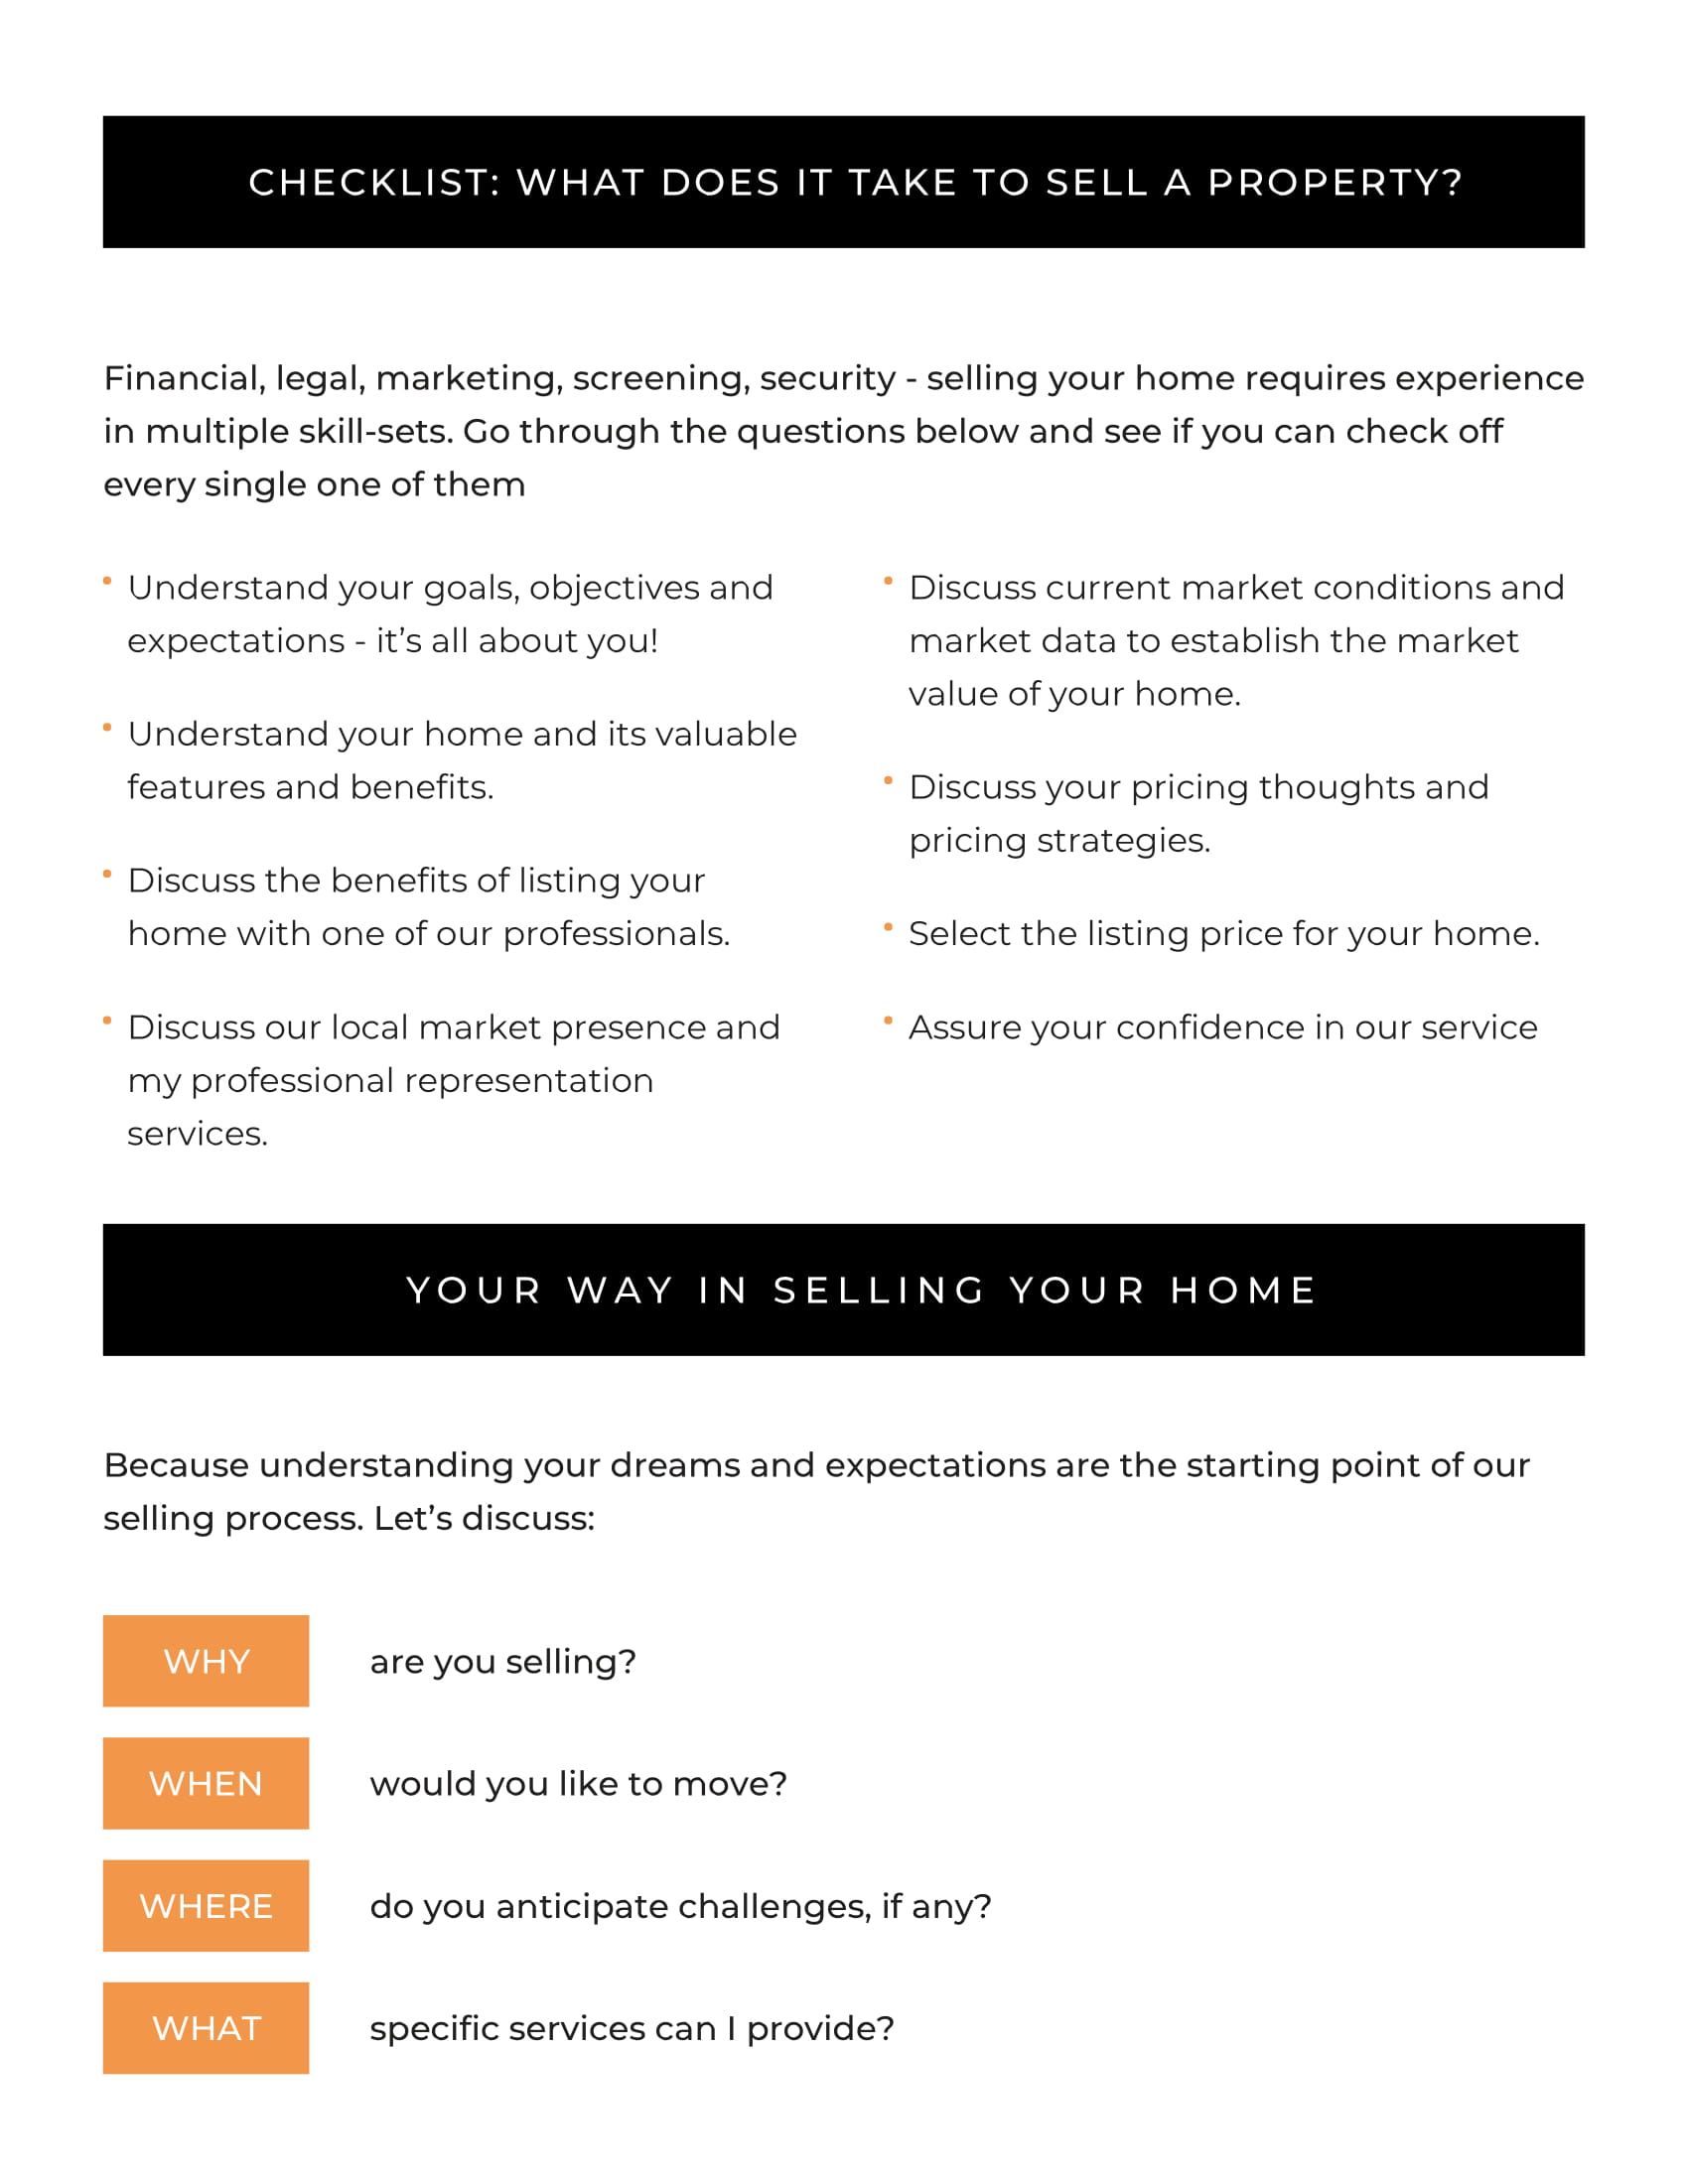 CHECKLIST: WHAT DOES IT TAKE TO SELL A PROPERTY?
Financial, legal, marketing, screening, security - selling your home requires experience
in multiple skill-sets. Go through the questions below and see if you can check off
every single one of them
Understand your goals, objectives and
expectations - it’s all about you!
Understand your home and its valuable
features and benefits.
Discuss the benefits of listing your
home with one of our professionals.
Discuss our local market presence and
my professional representation
services.
Discuss current market conditions and
market data to establish the market
value of your home.
Discuss your pricing thoughts and
pricing strategies.
Select the listing price for your home.
Assure your confidence in our service
YOUR WAY IN SELLING YOUR HOME
Because understanding your dreams and expectations are the starting point of our
selling process. Let’s discuss:
WHY are you selling?
WHEN would you like to move?
WHERE do you anticipate challenges, if any?
WHAT specific services can I provide?